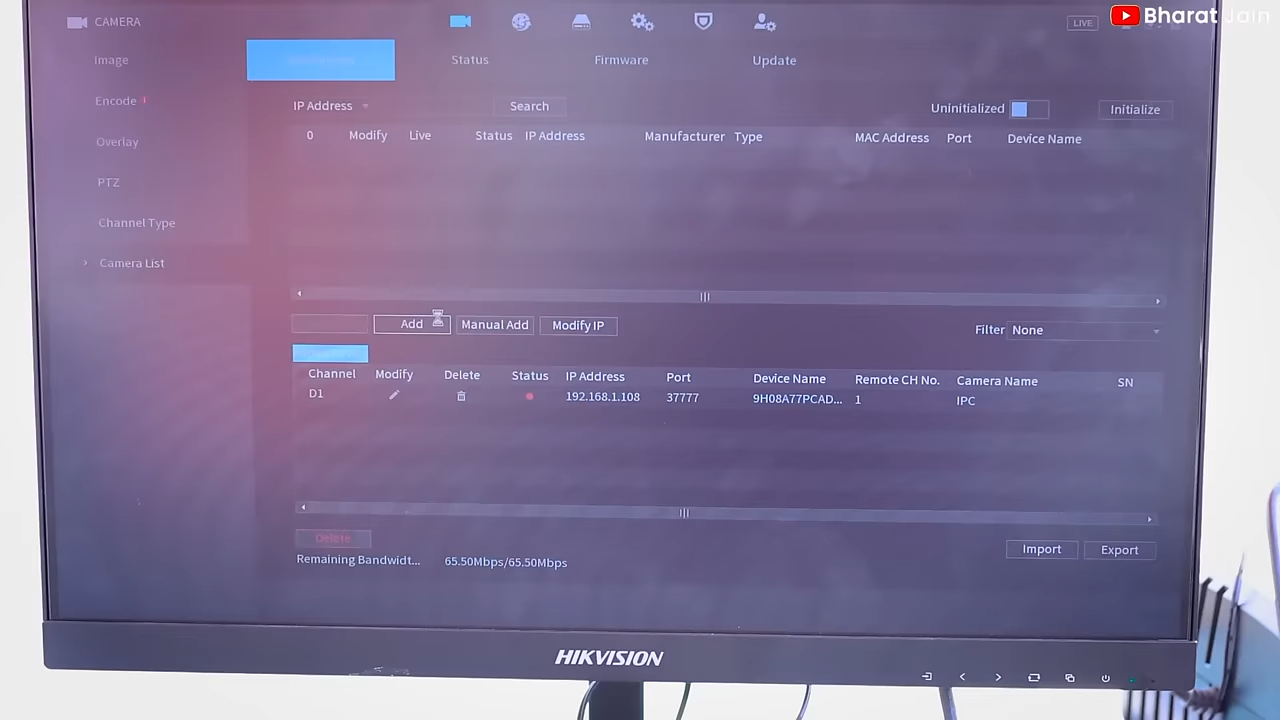 CAMERA
LIVE
Bharat Jain
Image
Status
Firmware
Update
Encode
IP Address
Search
Uninitialized
Initialize
0 Modify Live Status IP Address Manufacturer Type MAC Address Port Device Name
Overlay
PTZ
Channel Type
Camera List
Add
Manual Add
Modify IP
Filter None
Channel Modify Delete Status IP Address Port Device Name Remote CH No. Camera Name SN
D1 192.168.1.108 37777 9H08A77PCAD... 1 IPC
Delete
Remaining Bandwidt... 65.50Mbps/65.50Mbps
Import
Export
HIKVISION